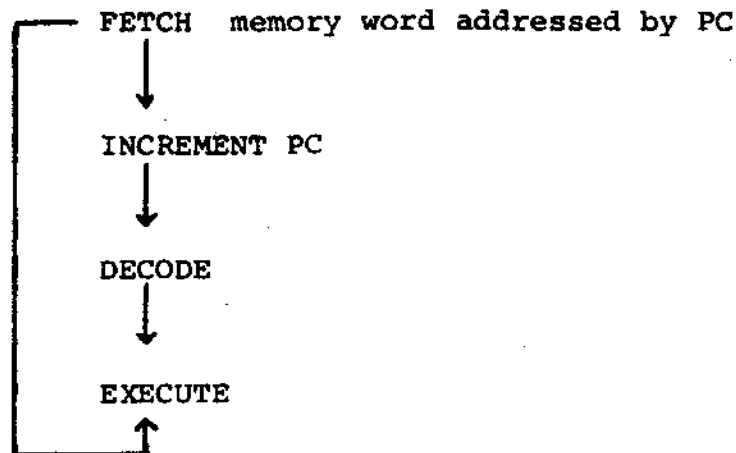 FETCH memory word addressed by PC
INCREMENT PC
DECODE
EXECUTE